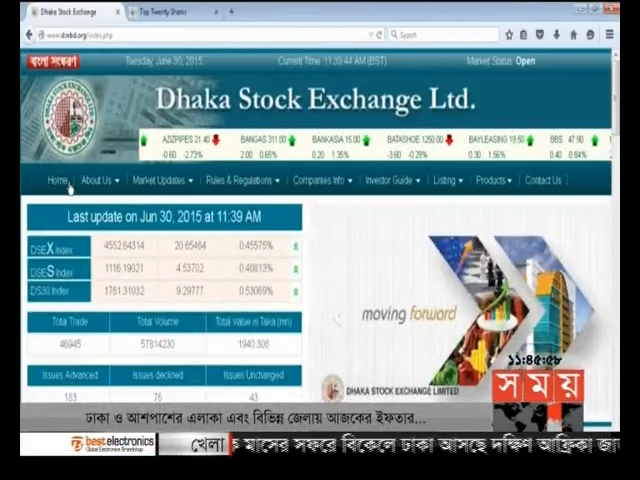 Dhaka Stock Exchange
Top Twenty Shares
www.dsebd.org/index.php
Search
বাংলা সংস্করণ
Tuesday, June 30, 2015
Current Time: 11:39:44 AM (BST)
Market Status: Open
Dhaka Stock Exchange Ltd.
AZIZPIPES 21.40 BANGAS 311.00 BANKASIA 15.00 BATASHOE 1250.00 BAYLEASING 19.50 BBS 47.90
-0.60 -2.73% 2.00 0.65% 0.20 1.35% -3.60 -0.29% 0.30 1.56% 0.40 0.84%
Home About Us Market Updates Rules & Regulations Companies Info Investor Guide Listing Products Contact Us
Last update on Jun 30, 2015 at 11:39 AM
DSEX Index 4552.64314 20.65464 0.45575%
DSES Index 1116.19021 4.53702 0.40813%
DS30 Index 1761.31032 9.29777 0.53069%
Total Trade Total Volume Total Value in Taka (mn)
46945 57814230 1940.306
Issues Advanced Issues declined Issues Unchanged
183 76 43
moving forward
DHAKA STOCK EXCHANGE LIMITED
১১:৪৫:৫৮
সময়
ঢাকা ও আশপাশের এলাকা এবং বিভিন্ন জেলায় আজকের ইফতার...
best electronics
Global Electronics Brandshop
খেলা
মাসের সফরে বিকেলে ঢাকা আসছে দক্ষিণ আফ্রিকা